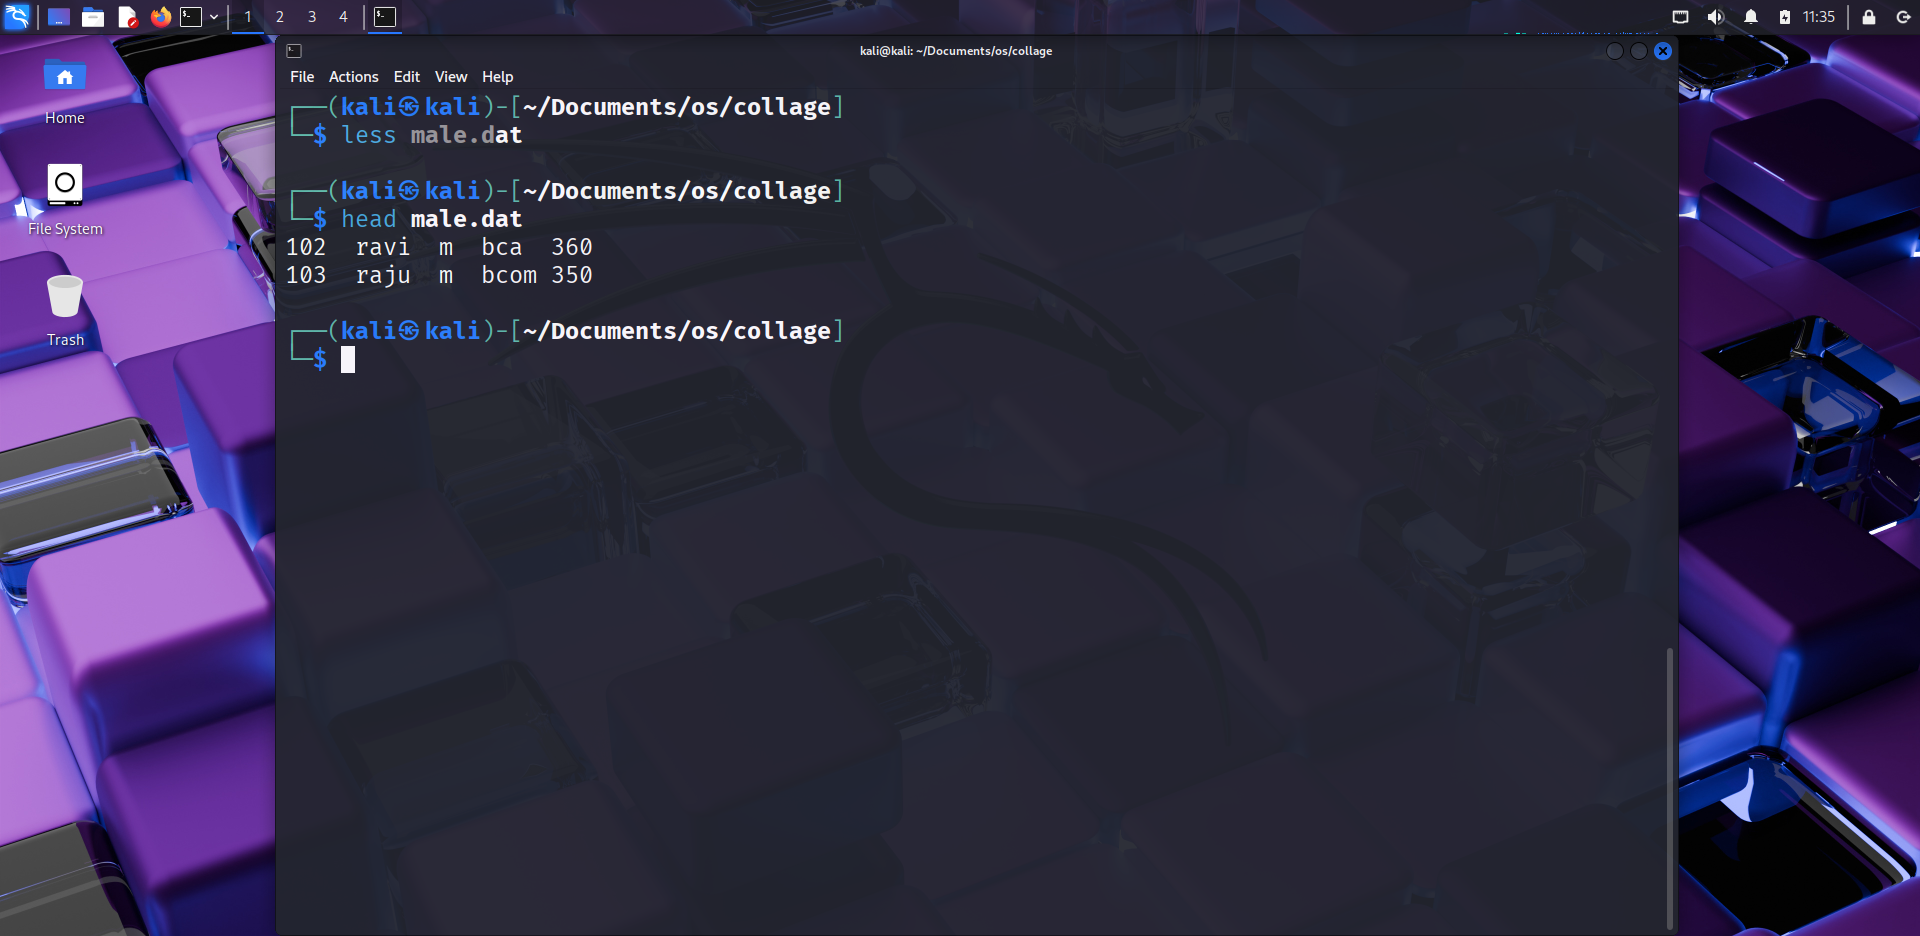 1 2 3 4 11:35
kali@kali: ~/Documents/os/collage
File Actions Edit View Help
Home
File System
Trash
┌──(kali㉿kali)-[~/Documents/os/collage]
└─$ less male.dat
┌──(kali㉿kali)-[~/Documents/os/collage]
└─$ head male.dat
102  ravi  m  bca  360
103  raju  m  bcom 350
┌──(kali㉿kali)-[~/Documents/os/collage]
└─$